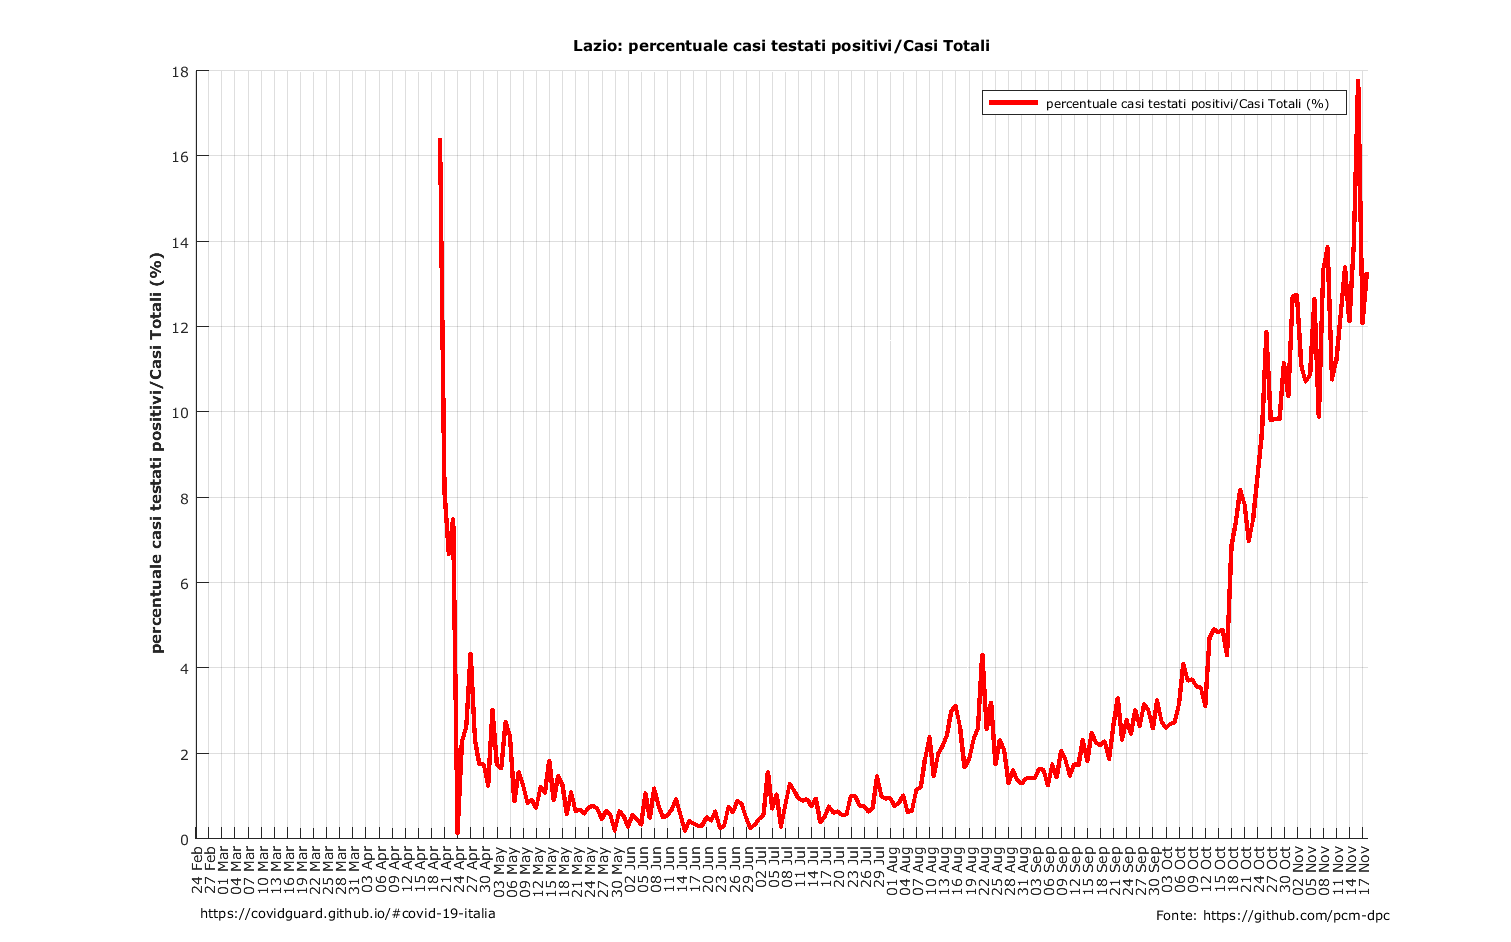 Lazio: percentuale casi testati positivi/Casi Totali
percentuale casi testati positivi/Casi Totali (%)
percentuale casi testati positivi/Casi Totali (%)
18
16
14
12
10
8
6
4
2
0
24 Feb
27 Feb
01 Mar
04 Mar
07 Mar
10 Mar
13 Mar
16 Mar
19 Mar
22 Mar
25 Mar
28 Mar
31 Mar
03 Apr
06 Apr
09 Apr
12 Apr
15 Apr
18 Apr
21 Apr
24 Apr
27 Apr
30 Apr
03 May
06 May
09 May
12 May
15 May
18 May
21 May
24 May
27 May
30 May
02 Jun
05 Jun
08 Jun
11 Jun
14 Jun
17 Jun
20 Jun
23 Jun
26 Jun
29 Jun
02 Jul
05 Jul
08 Jul
11 Jul
14 Jul
17 Jul
20 Jul
23 Jul
26 Jul
29 Jul
01 Aug
04 Aug
07 Aug
10 Aug
13 Aug
16 Aug
19 Aug
22 Aug
25 Aug
28 Aug
31 Aug
03 Sep
06 Sep
09 Sep
12 Sep
15 Sep
18 Sep
21 Sep
24 Sep
27 Sep
30 Sep
03 Oct
06 Oct
09 Oct
12 Oct
15 Oct
18 Oct
21 Oct
24 Oct
27 Oct
30 Oct
02 Nov
05 Nov
08 Nov
11 Nov
14 Nov
17 Nov
https://covidguard.github.io/#covid-19-italia
Fonte: https://github.com/pcm-dpc